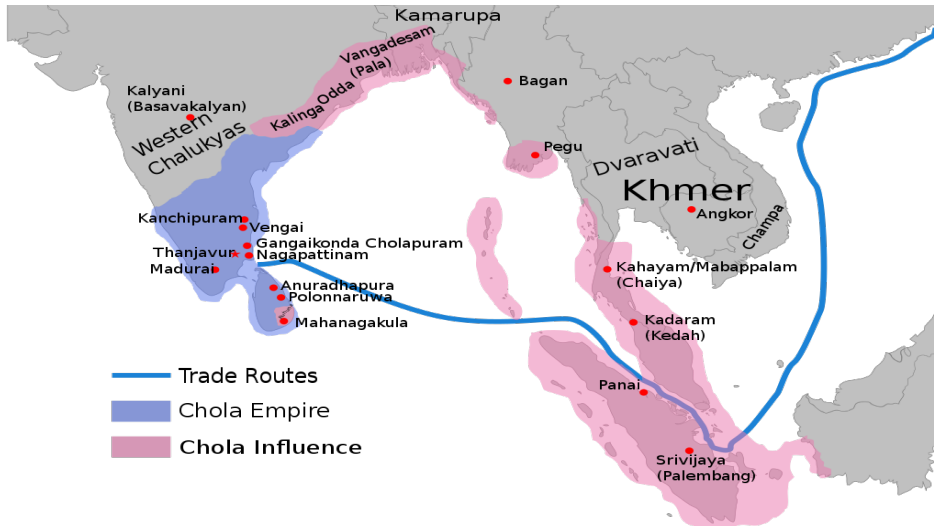 Kamarupa
Vangadesam
(Pala)
Odda
Kalinga
Bagan
Kalyani
(Basavakalyan)
Western
Chalukyas
Pegu
Dvaravati
Khmer
Angkor
Champa
Kanchipuram
Vengai
Gangaikonda Cholapuram
Thanjavur
Nagapattinam
Madurai
Kahayam/Mabappalam
(Chaiya)
Anuradhapura
Polonnaruwa
Mahanagakula
Kadaram
(Kedah)
Trade Routes
Panai
Chola Empire
Chola Influence
Srivijaya
(Palembang)